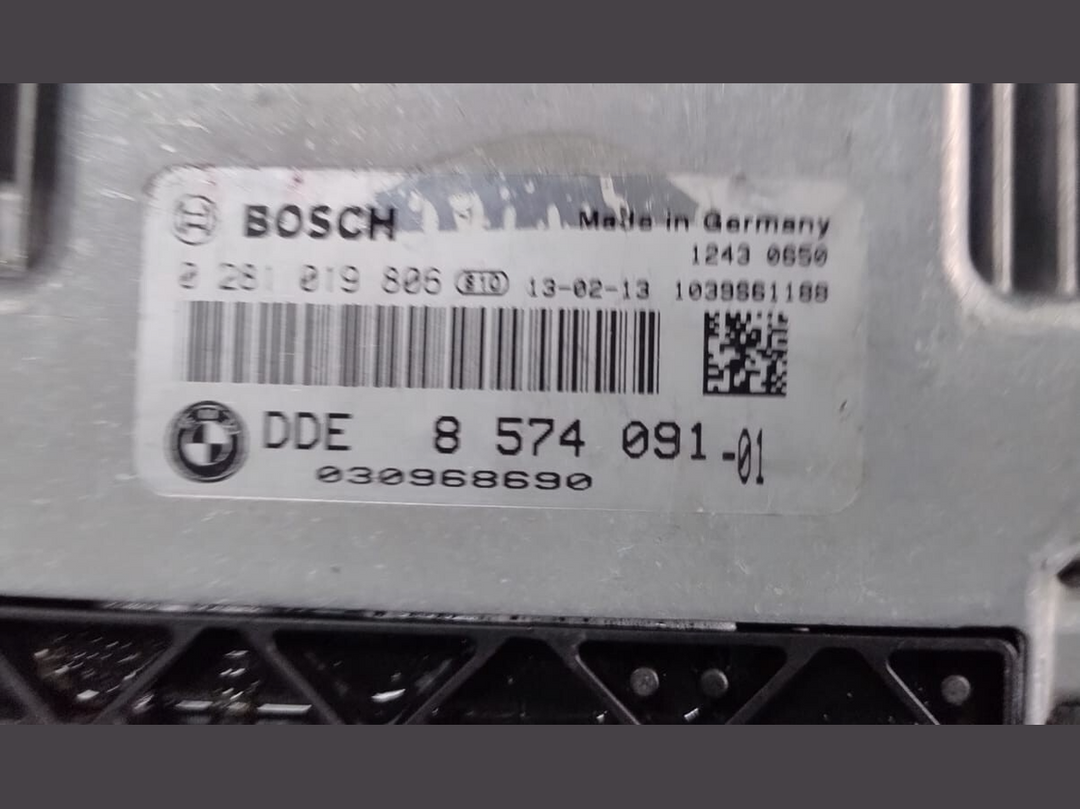 BOSCH Made in Germany
1243 0650
0 281 019 806 S10 13-02-13 1039S61188
DDE 8 574 091-01
030968690